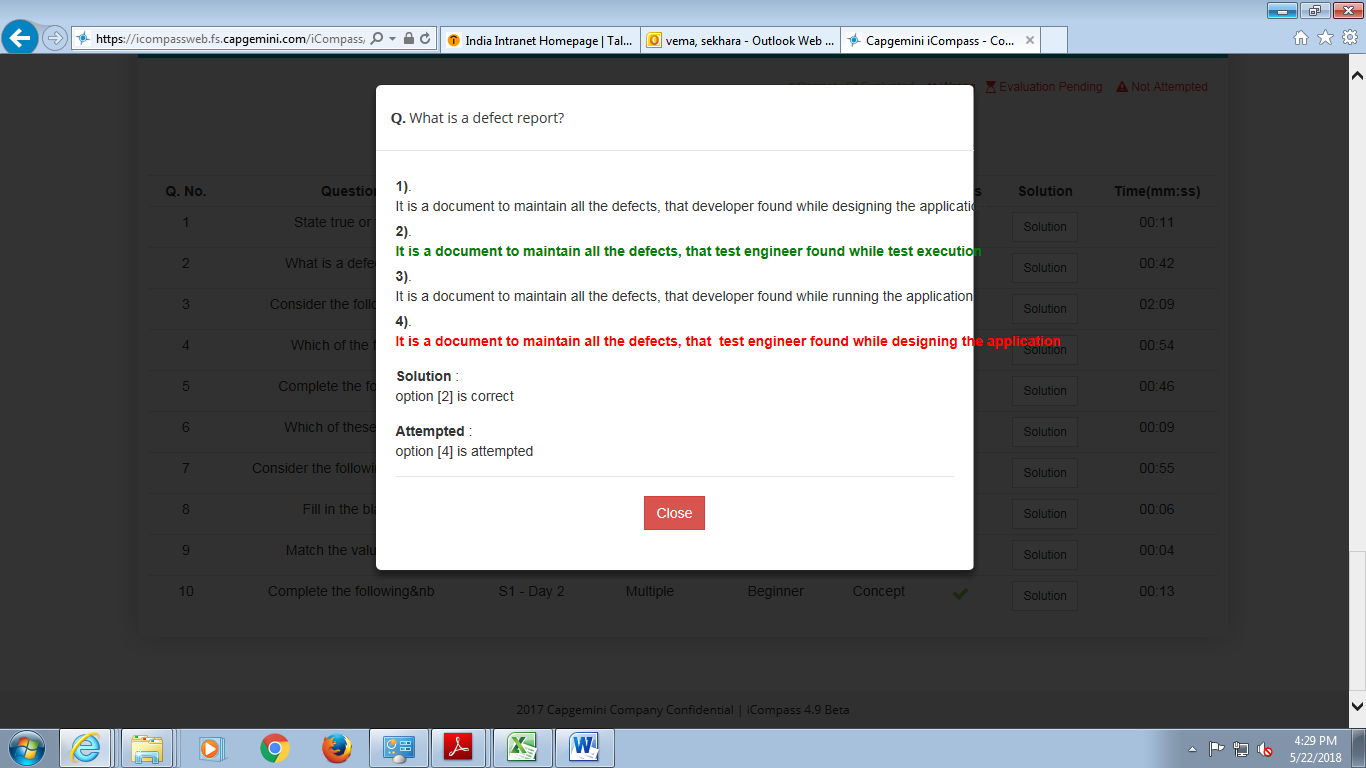 https://icompassweb.fs.capgemini.com/iCompass/
India Intranet Homepage | Tal...
vema, sekhara - Outlook Web ...
Capgemini iCompass - Co...
Evaluation Pending
Not Attempted
Q. What is a defect report?
1).
It is a document to maintain all the defects, that developer found while designing the applicatio
2).
It is a document to maintain all the defects, that test engineer found while test execution
3).
It is a document to maintain all the defects, that developer found while running the application
4).
It is a document to maintain all the defects, that  test engineer found while designing the application
Solution :
option [2] is correct
Attempted :
option [4] is attempted
Close
Q. No. Question Solution Time(mm:ss)
1 State true or Solution 00:11
2 What is a defe Solution 00:42
3 Consider the follo Solution 02:09
4 Which of the f Solution 00:54
5 Complete the fo Solution 00:46
6 Which of these Solution 00:09
7 Consider the followi Solution 00:55
8 Fill in the bla Solution 00:06
9 Match the valu Solution 00:04
10 Complete the following&nb S1 - Day 2 Multiple Beginner Concept Solution 00:13
2017 Capgemini Company Confidential | iCompass 4.9 Beta
4:29 PM
5/22/2018